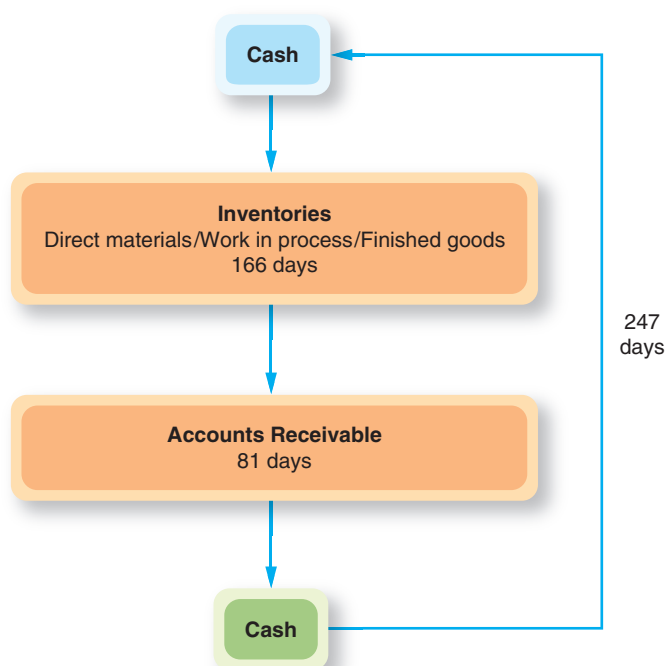 Cash
Inventories
Direct materials/Work in process/Finished goods
166 days
247
days
Accounts Receivable
81 days
Cash